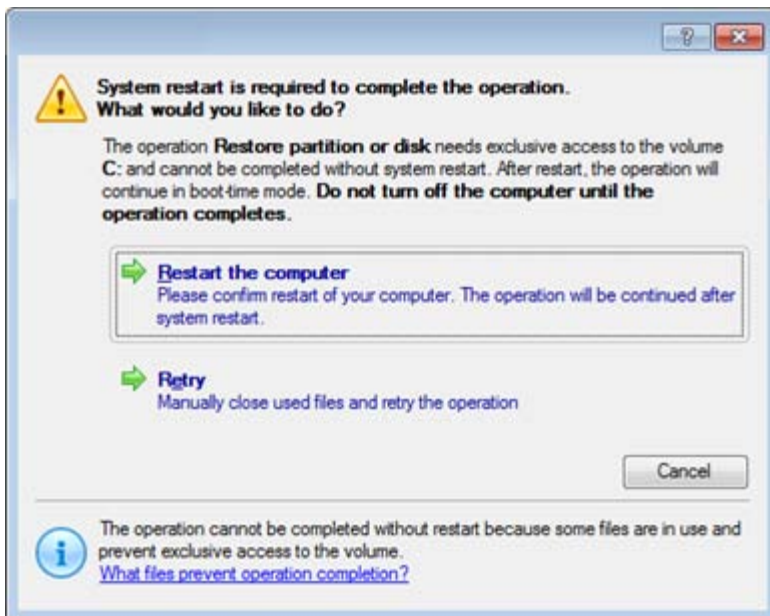 System restart is required to complete the operation.
What would you like to do?
The operation Restore partition or disk needs exclusive access to the volume
C: and cannot be completed without system restart. After restart, the operation will
continue in boot-time mode. Do not turn off the computer until the
operation completes.
Restart the computer
Please confirm restart of your computer. The operation will be continued after
system restart.
Retry
Manually close used files and retry the operation
Cancel
The operation cannot be completed without restart because some files are in use and
prevent exclusive access to the volume.
What files prevent operation completion?